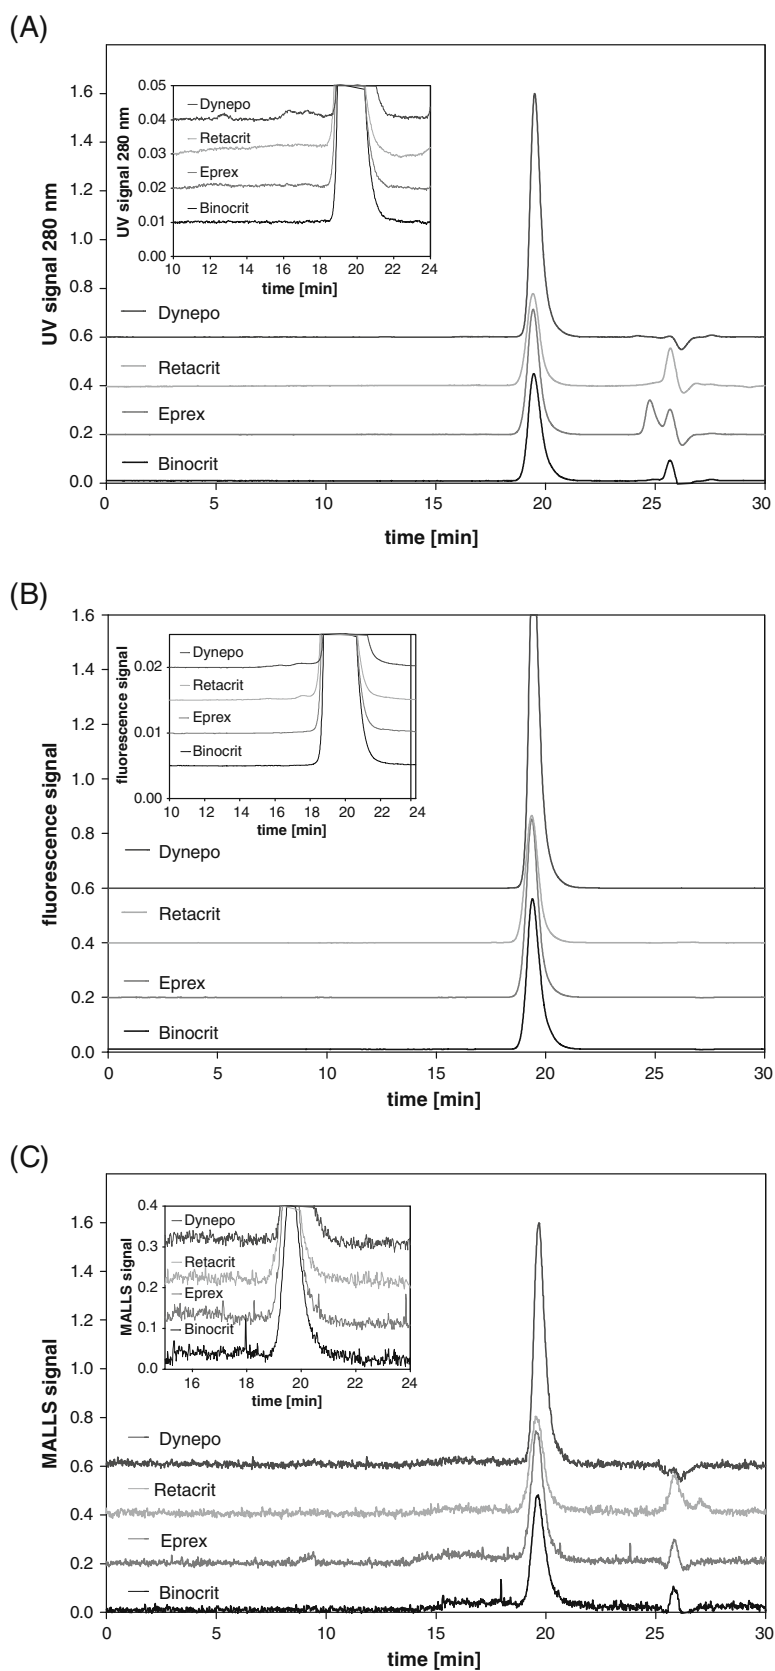 (A)
UV signal 280 nm
1.6
1.4
1.2
1.0
0.8
0.6
0.4
0.2
0.0
0 5 10 15 20 25 30
time [min]
Dynepo
Retacrit
Eprex
Binocrit
UV signal 280 nm
0.05
0.04
0.03
0.02
0.01
0.00
10 12 14 16 18 20 22 24
time [min]
Dynepo
Retacrit
Eprex
Binocrit
(B)
fluorescence signal
1.6
1.4
1.2
1.0
0.8
0.6
0.4
0.2
0.0
0 5 10 15 20 25 30
time [min]
Dynepo
Retacrit
Eprex
Binocrit
fluorescence signal
0.02
0.01
0.00
10 12 14 16 18 20 22 24
time [min]
Dynepo
Retacrit
Eprex
Binocrit
(C)
MALLS signal
1.6
1.4
1.2
1.0
0.8
0.6
0.4
0.2
0.0
0 5 10 15 20 25 30
time [min]
Dynepo
Retacrit
Eprex
Binocrit
MALLS signal
0.4
0.3
0.2
0.1
0.0
16 18 20 22 24
time [min]
Dynepo
Retacrit
Eprex
Binocrit